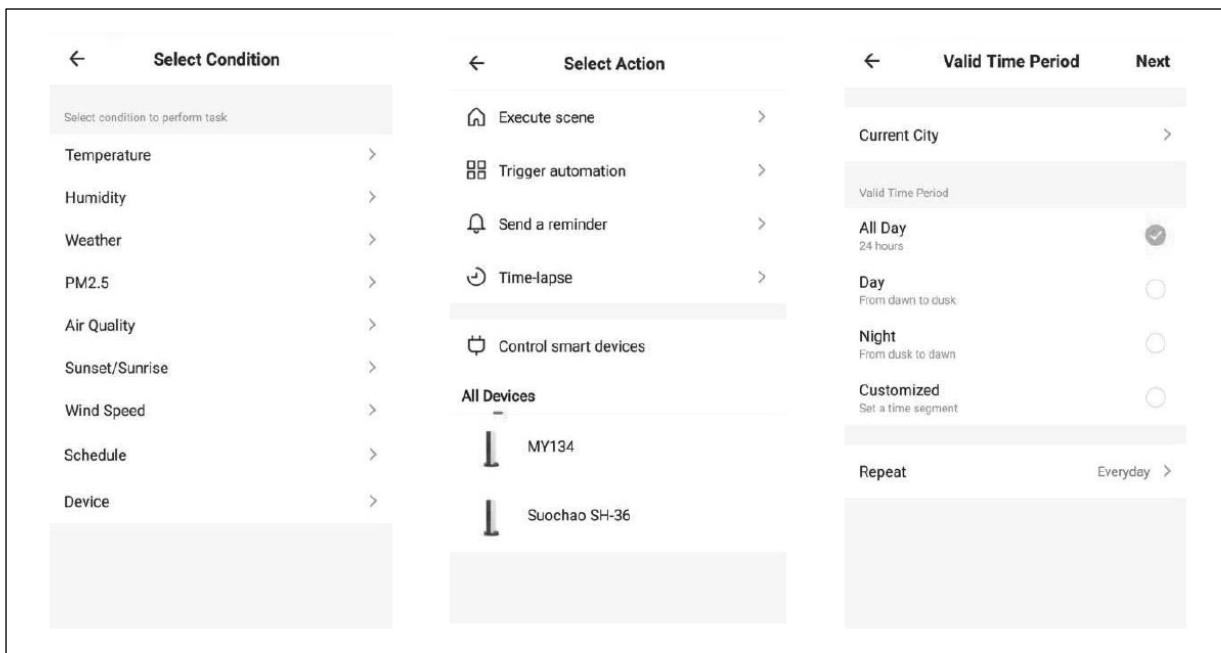 Select Condition
Select condition to perform task
Temperature
Humidity
Weather
PM2.5
Air Quality
Sunset/Sunrise
Wind Speed
Schedule
Device
Select Action
Execute scene
Trigger automation
Send a reminder
Time-lapse
Control smart devices
All Devices
MY134
Suochao SH-36
Valid Time Period Next
Current City
Valid Time Period
All Day
24 hours
Day
From dawn to dusk
Night
From dusk to dawn
Customized
Set a time segment
Repeat Everyday